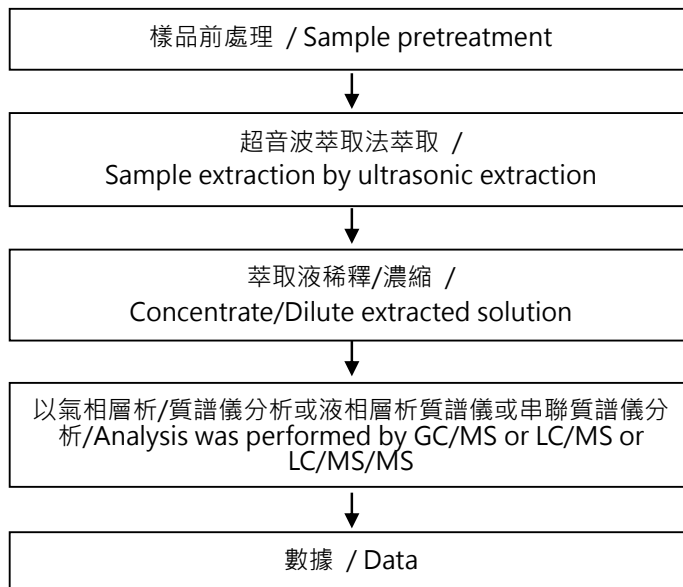 樣品前處理 / Sample pretreatment
超音波萃取法萃取 /
Sample extraction by ultrasonic extraction
萃取液稀釋/濃縮 /
Concentrate/Dilute extracted solution
以氣相層析/質譜儀分析或液相層析質譜儀或串聯質譜儀分
析/Analysis was performed by GC/MS or LC/MS or
LC/MS/MS
數據 / Data